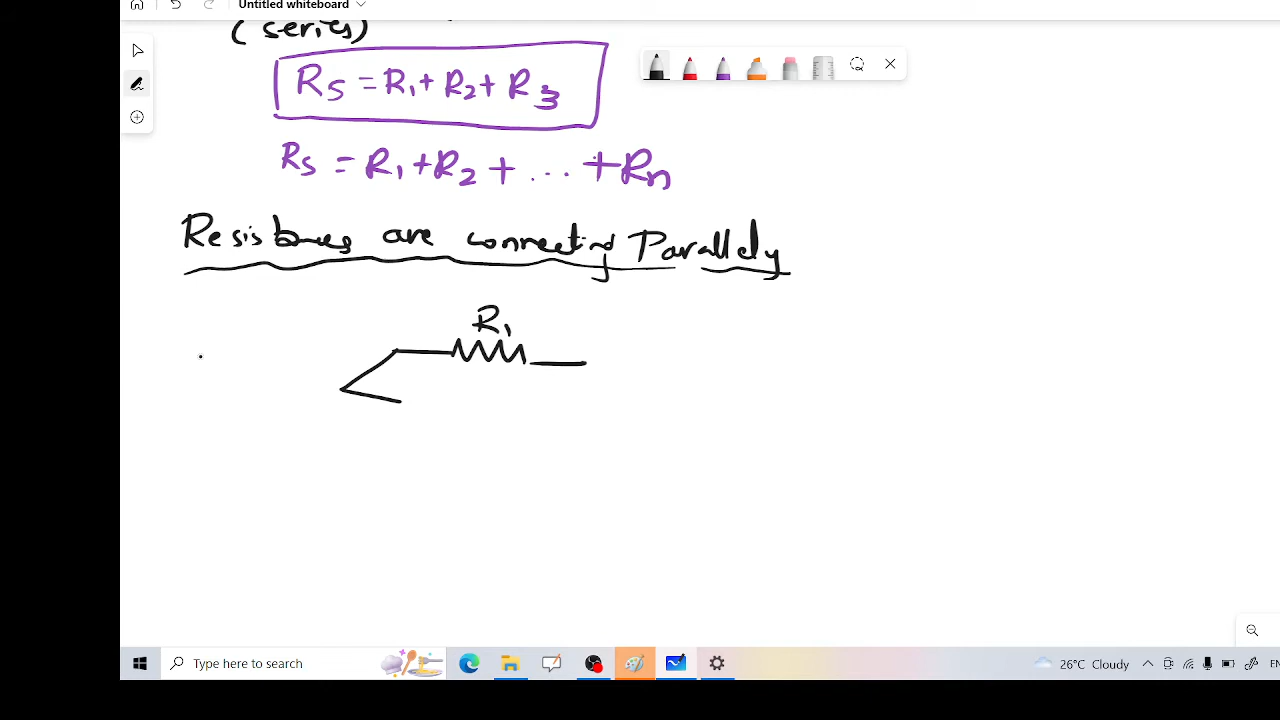 Untitled whiteboard
(series)
RS = R1 + R2 + R3
RS = R1 + R2 + ... + Rn
Resistances are connecting Parallely
R1
Type here to search
26°C Cloudy